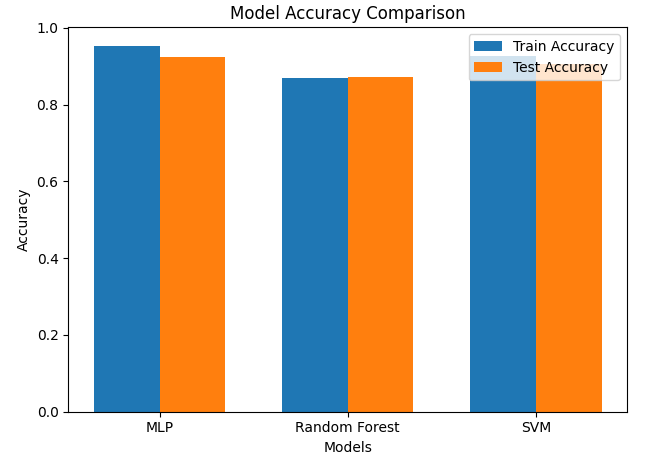 Model Accuracy Comparison
1.0
0.8
0.6
0.4
0.2
0.0
Accuracy
Train Accuracy
Test Accuracy
MLP
Random Forest
SVM
Models